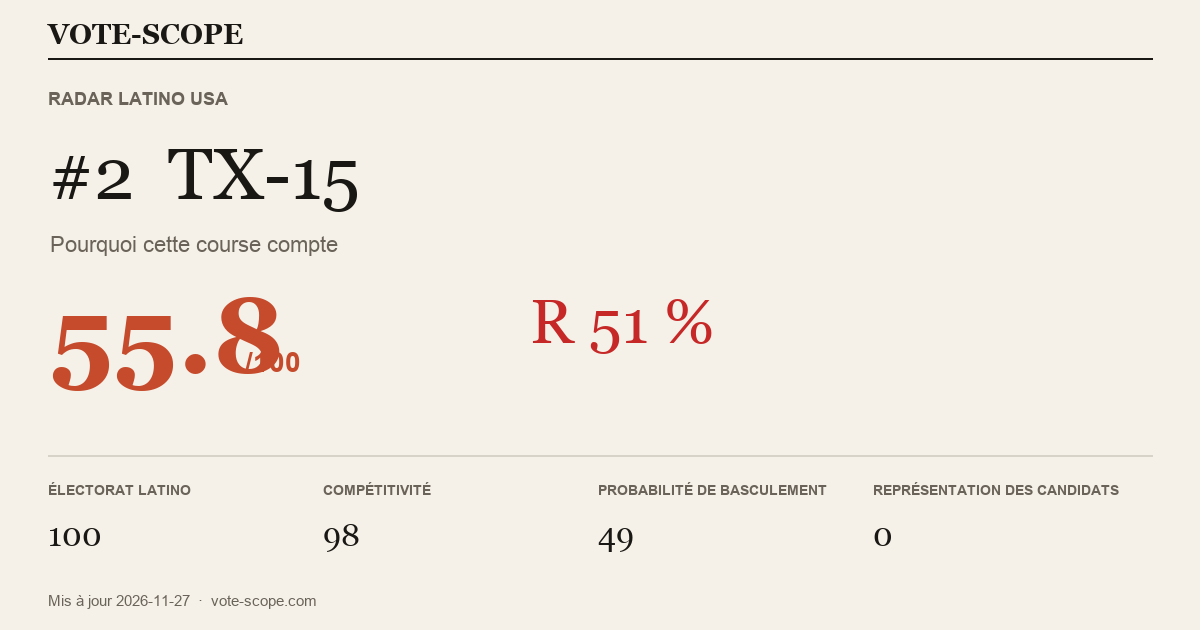 VOTE-SCOPE
RADAR LATINO USA
#2 TX-15
Pourquoi cette course compte
55.8/100
R 51 %
ÉLECTORAT LATINO
COMPÉTITIVITÉ
PROBABILITÉ DE BASCULEMENT
REPRÉSENTATION DES CANDIDATS
100
98
49
0
Mis à jour 2026-11-27 · vote-scope.com